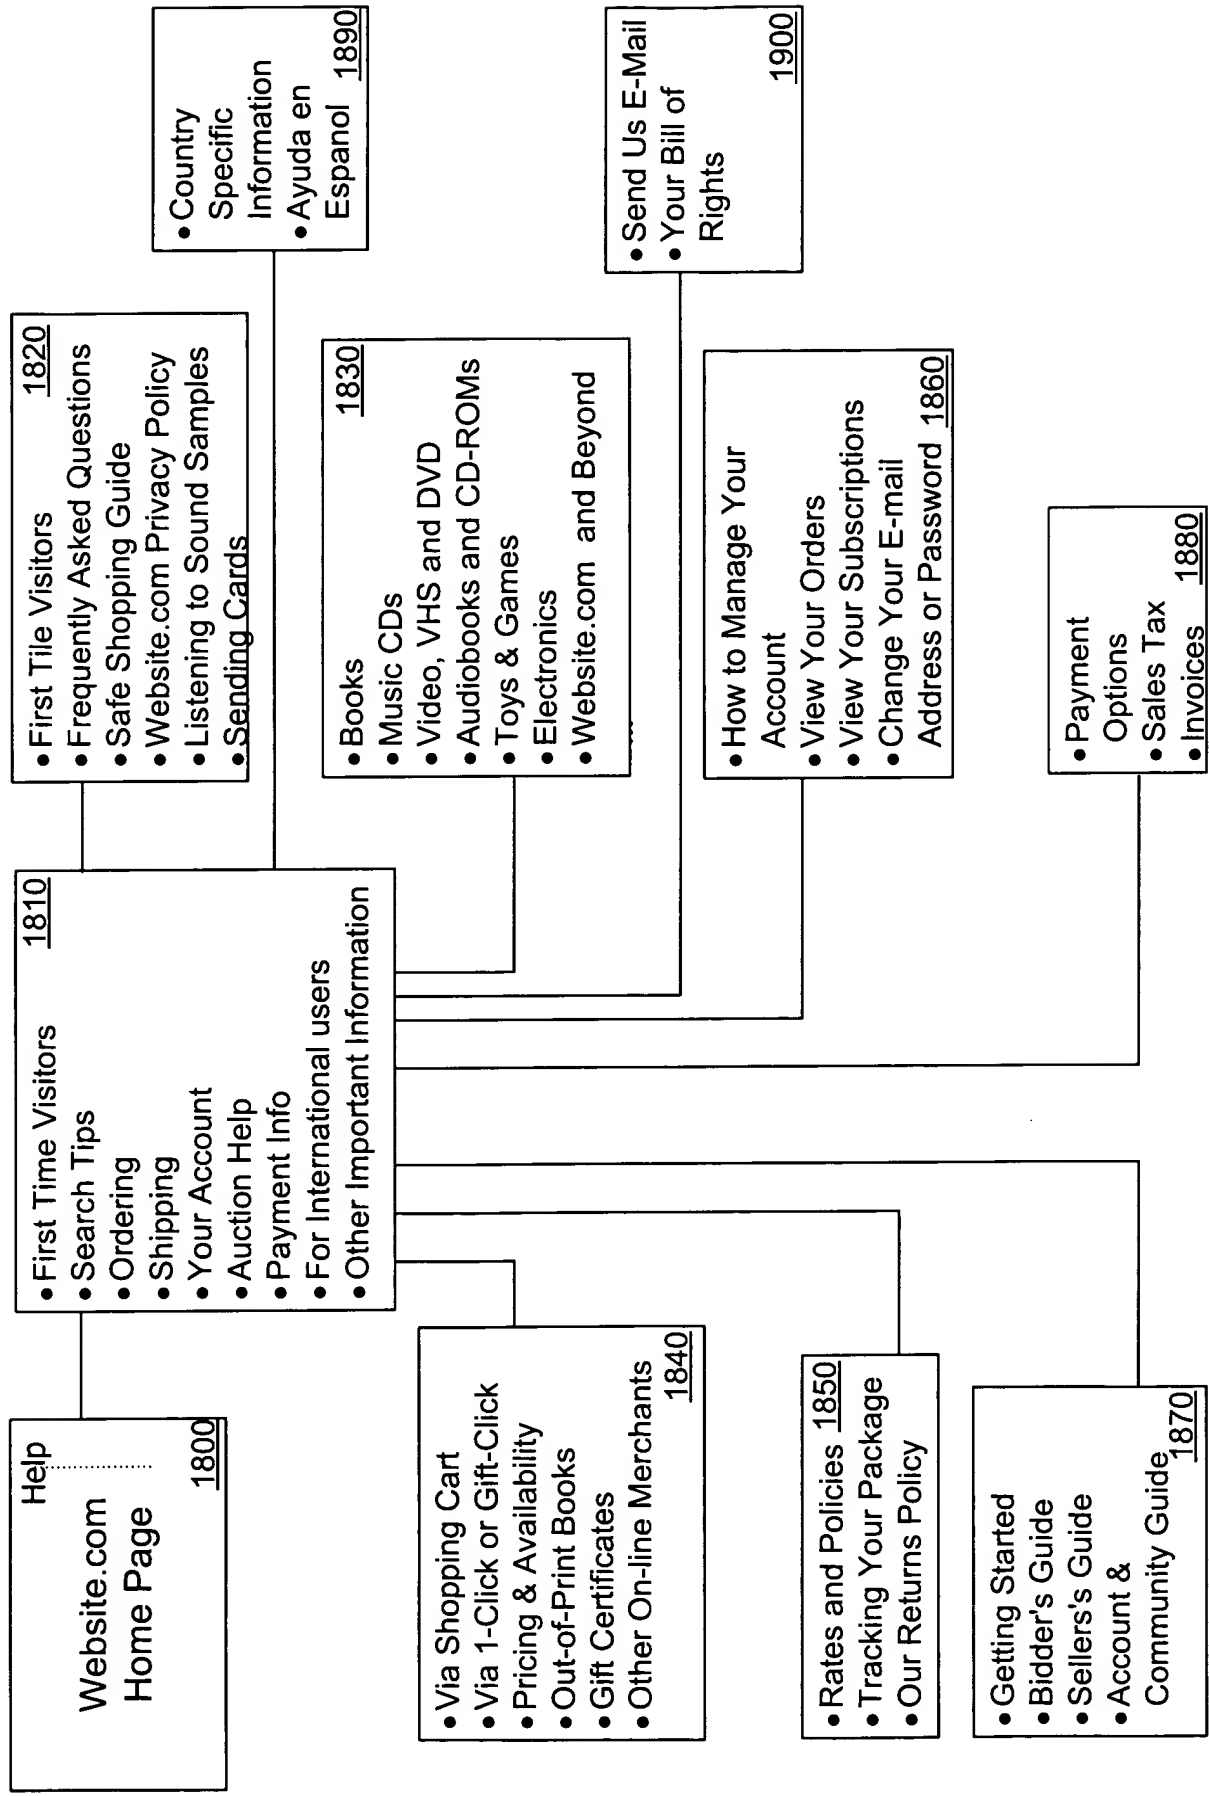 Help
Website.com
Home Page
1800
1810
• First Time Visitors
• Search Tips
• Ordering
• Shipping
• Your Account
• Auction Help
• Payment Info
• For International users
• Other Important Information
• First Tile Visitors 1820
• Frequently Asked Questions
• Safe Shopping Guide
• Website.com Privacy Policy
• Listening to Sound Samples
• Sending Cards
• Country
Specific
Information
• Ayuda en
Espanol 1890
• Books 1830
• Music CDs
• Video, VHS and DVD
• Audiobooks and CD-ROMs
• Toys & Games
• Electronics
• Website.com and Beyond
• Send Us E-Mail
• Your Bill of
Rights
1900
• Via Shopping Cart
• Via 1-Click or Gift-Click
• Pricing & Availability
• Out-of-Print Books
• Gift Certificates
• Other On-line Merchants
1840
• How to Manage Your
Account
• View Your Orders
• View Your Subscriptions
• Change Your E-mail
Address or Password 1860
• Rates and Policies 1850
• Tracking Your Package
• Our Returns Policy
• Getting Started
• Bidder's Guide
• Sellers's Guide
• Account &
Community Guide
1870
• Payment
Options
• Sales Tax
• Invoices 1880